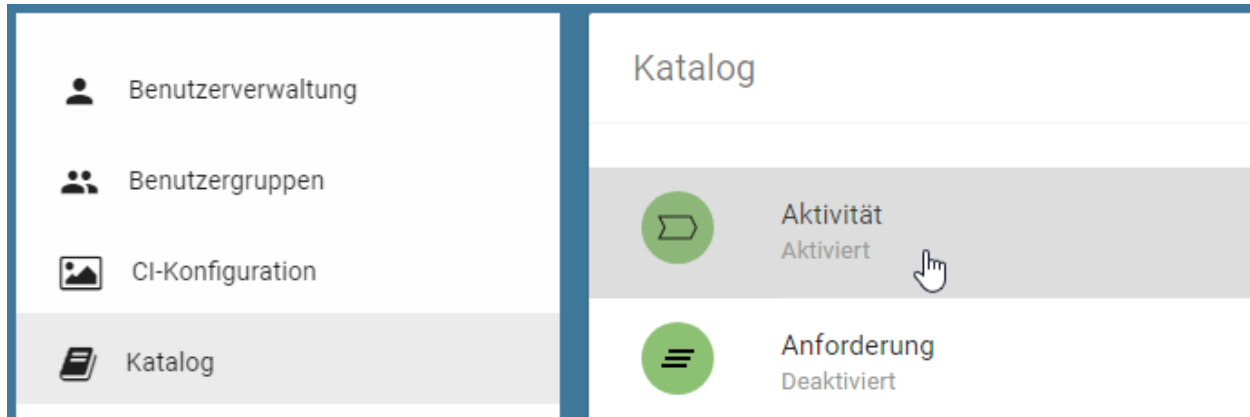 Benutzerverwaltung
Benutzergruppen
CI-Konfiguration
Katalog
Katalog
Aktivität
Aktiviert
Anforderung
Deaktiviert